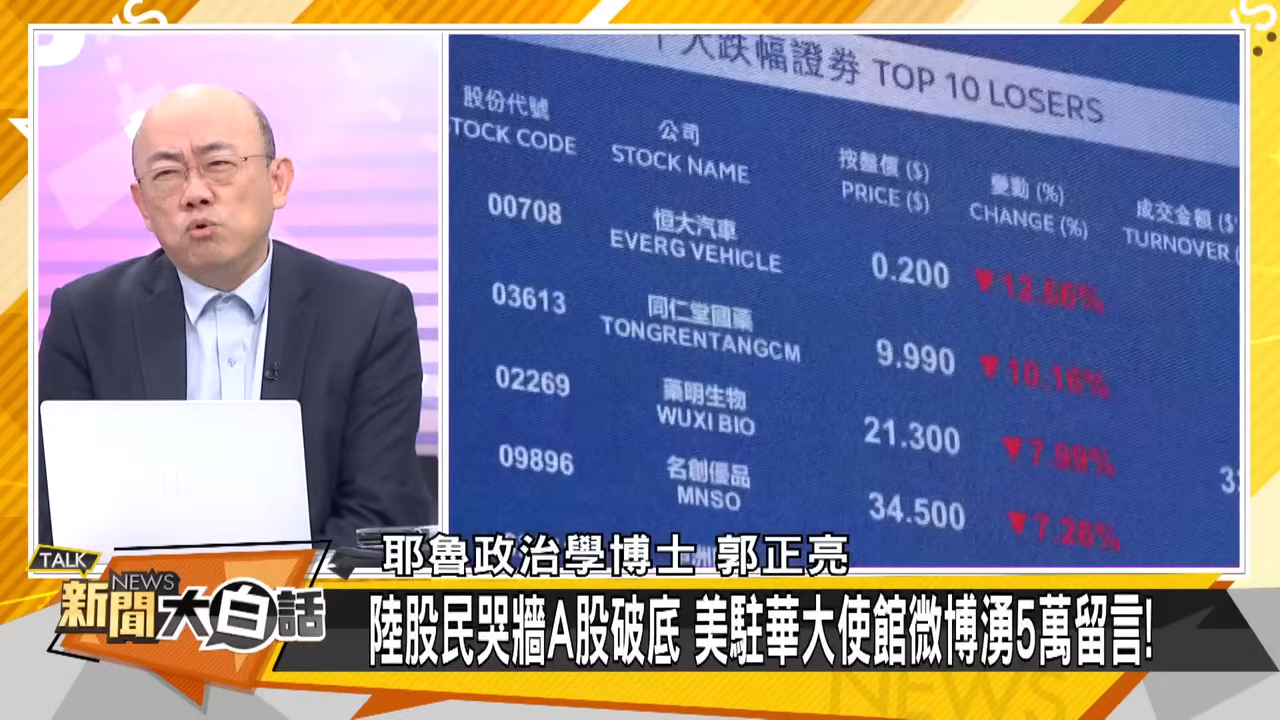 大跌幅證券 TOP 10 LOSERS
股份代號 公司 按盤價 ($) 變動 (%) 成交金額 ($
STOCK CODE STOCK NAME PRICE ($) CHANGE (%) TURNOVER (
00708 恒大汽車 EVERG VEHICLE 0.200 ▼12.66%
03613 同仁堂國藥 TONGRENTANGCM 9.990 ▼10.16%
02269 藥明生物 WUXI BIO 21.300 ▼7.99%
09896 名創優品 MNSO 34.500 ▼7.26%
耶魯政治學博士 郭正亮
TALK
NEWS
新聞大白話
陸股民哭牆A股破底 美駐華大使館微博湧5萬留言!
NEWS